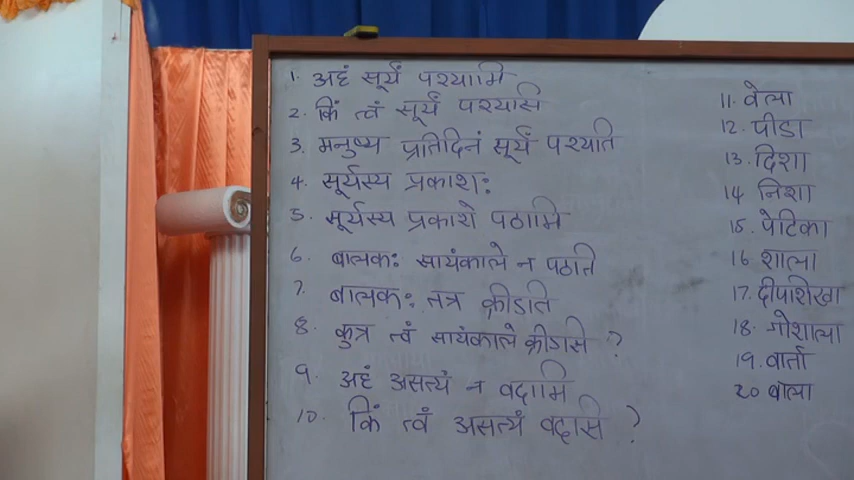 1. अहं सूर्यं पश्यामि
2. किं त्वं सूर्यं पश्यसि
3. मनुष्य प्रतिदिनं सूर्यं पश्यति
4. सूर्यस्य प्रकाशः
5. सूर्यस्य प्रकाशे पठामि
6. बालकः सायंकाले न पठति
7. बालकः तत्र क्रीडति
8. कुत्र त्वं सायंकाले क्रीडसि ?
9. अहं असत्यं न वदामि
10. किं त्वं असत्यं वदसि ?
11. वेला
12. पीडा
13. दिशा
14 निशा
15. पेटिका
16 शाला
17. दीपशिखा
18. गोशाला
19. वार्ता
20 बाला